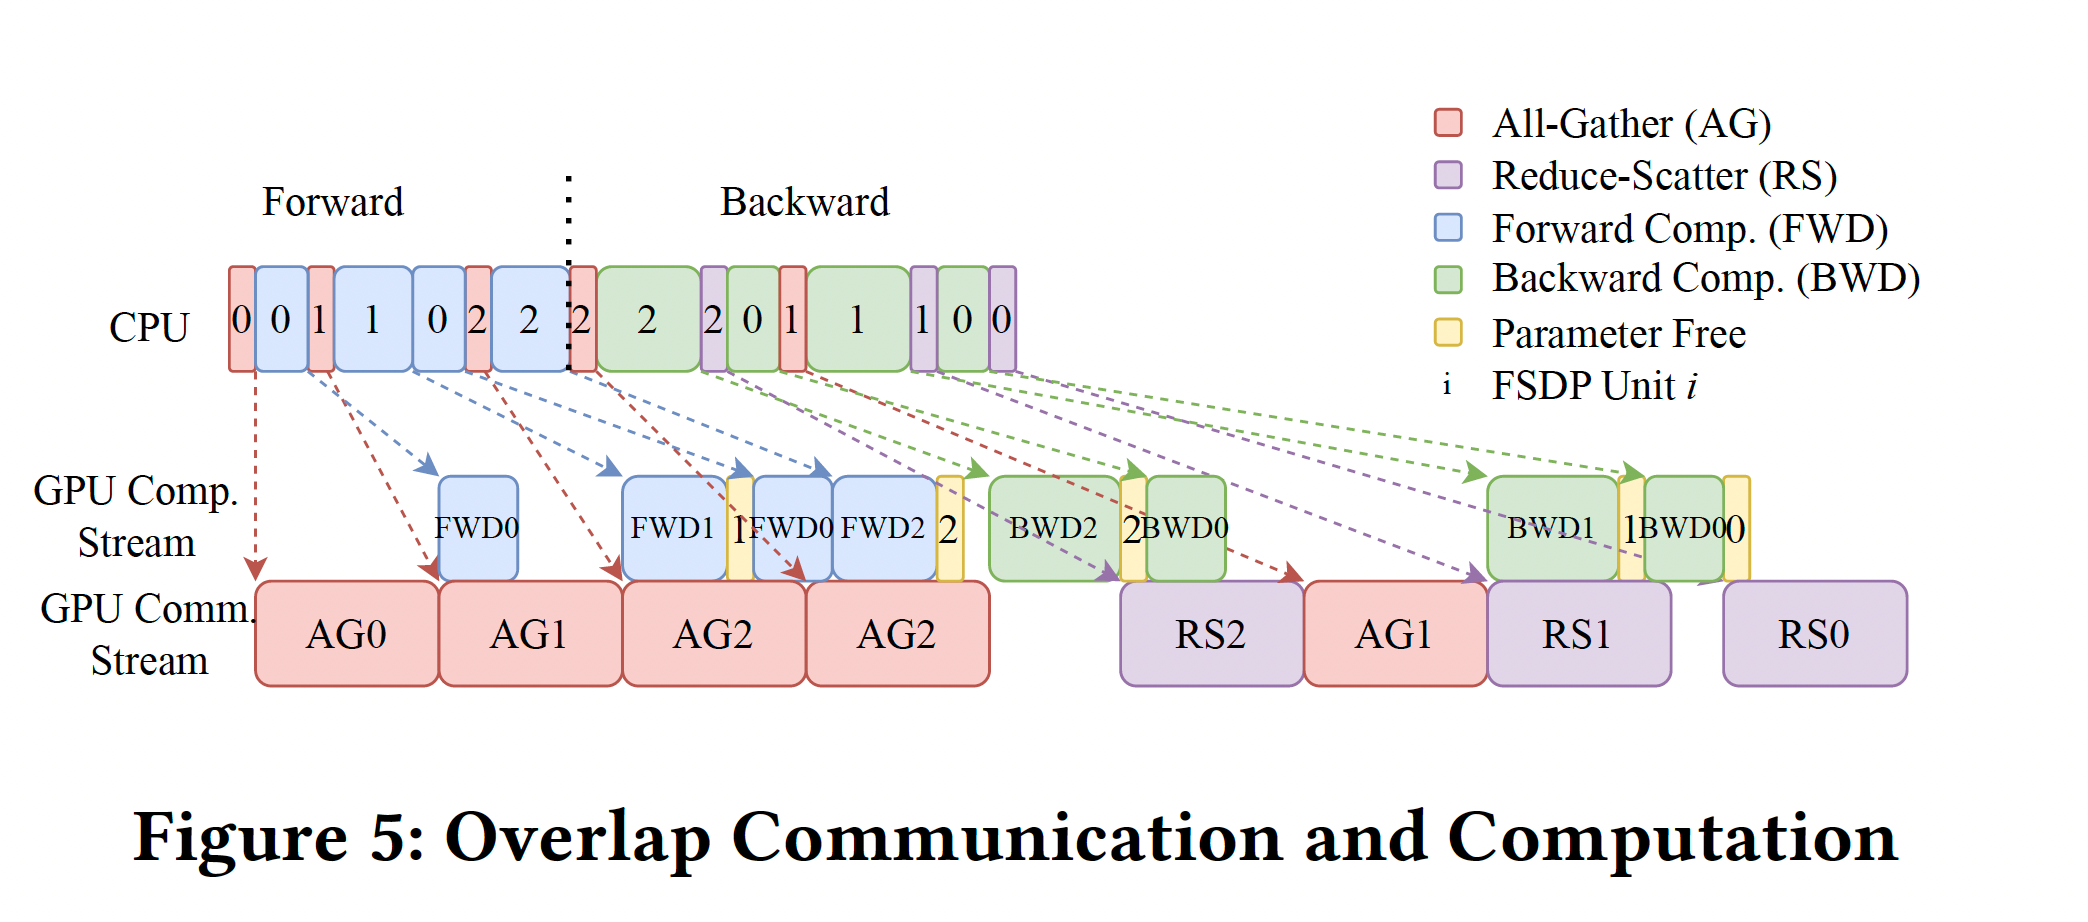 Forward
Backward
All-Gather (AG)
Reduce-Scatter (RS)
Forward Comp. (FWD)
Backward Comp. (BWD)
Parameter Free
i FSDP Unit i
CPU
0 0 1 1 0 2 2 2 2 2 0 1 1 1 0 0
GPU Comp.
Stream
FWD0 FWD1 1 FWD0 FWD2 2 BWD2 2 BWD0 BWD1 1 BWD0 0
GPU Comm.
Stream
AG0 AG1 AG2 AG2 RS2 AG1 RS1 RS0
Figure 5: Overlap Communication and Computation